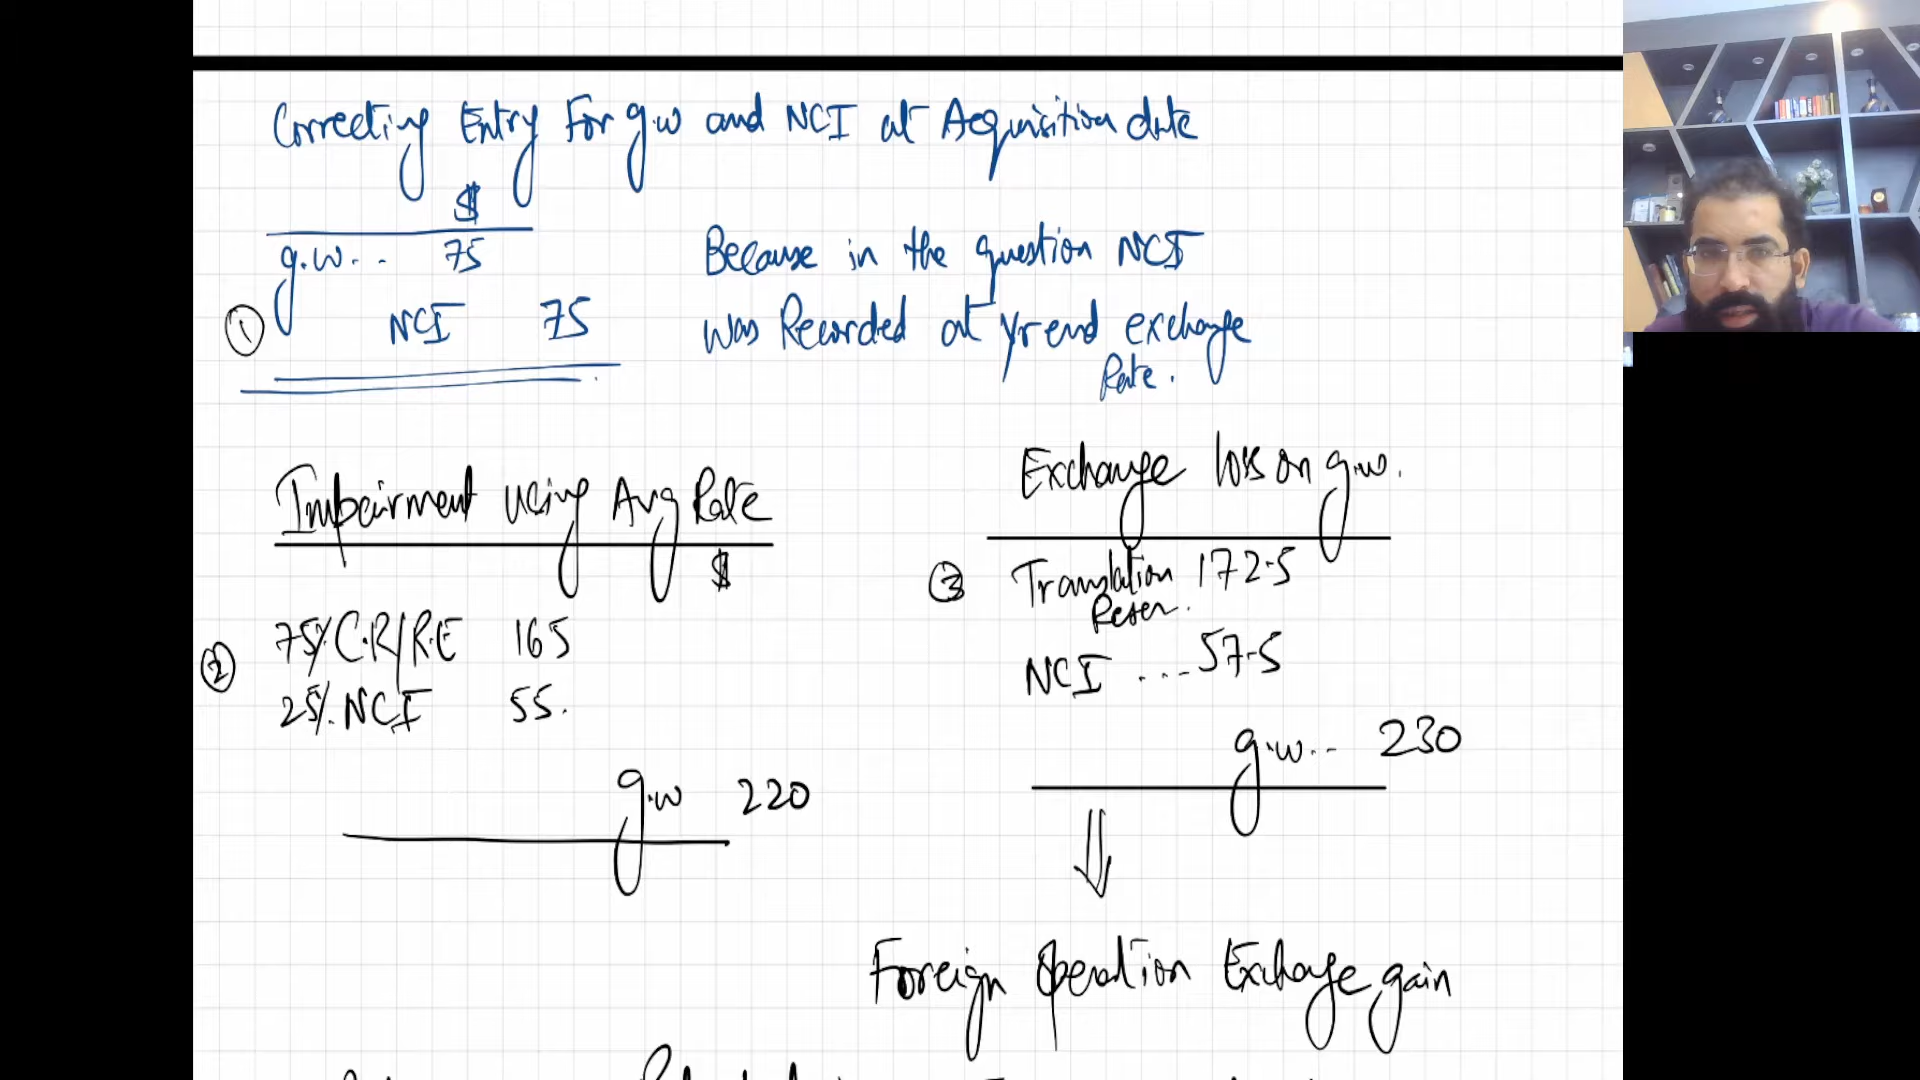 Correcting Entry For g.w and NCI at Acquisition date
$
g.w.. 75
① NCI 75
Because in the question NCI
was Recorded at yr end exchange
Rate.
Impairment using Avg Rate
$
② 75% C.R/R.E 165
25%. NCI 55.
g.w 220
Exchange loss on g.w.
③ Translation 172.5
Reser.
NCI .... 57.5
g.w... 230
Foreign Operation Exchange gain